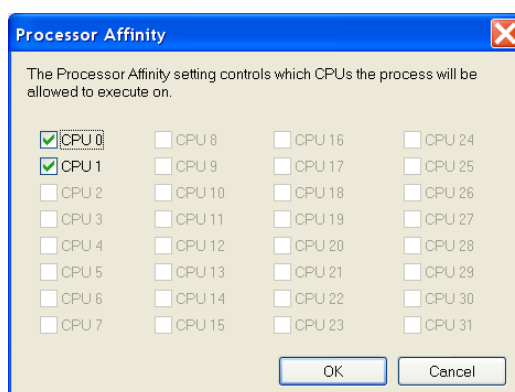 Processor Affinity
The Processor Affinity setting controls which CPUs the process will be
allowed to execute on.
CPU 0 CPU 8 CPU 16 CPU 24
CPU 1 CPU 9 CPU 17 CPU 25
CPU 2 CPU 10 CPU 18 CPU 26
CPU 3 CPU 11 CPU 19 CPU 27
CPU 4 CPU 12 CPU 20 CPU 28
CPU 5 CPU 13 CPU 21 CPU 29
CPU 6 CPU 14 CPU 22 CPU 30
CPU 7 CPU 15 CPU 23 CPU 31
OK Cancel